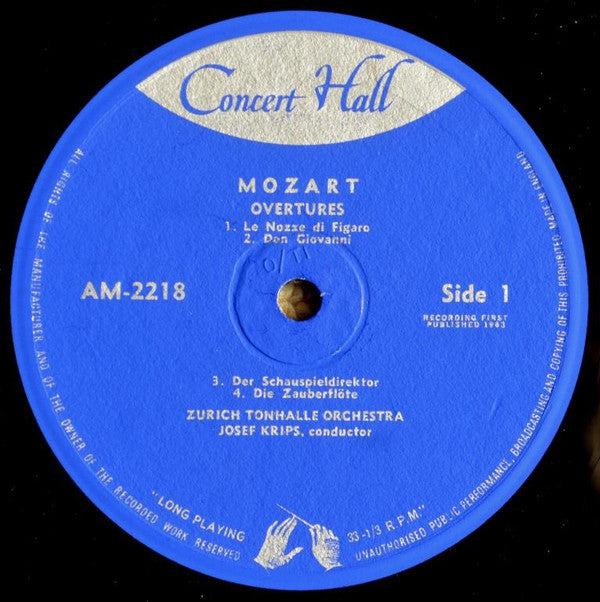 Concert Hall
MOZART
OVERTURES
1. Le Nozze di Figaro
2. Don Giovanni
AM-2218
Side 1
RECORDING FIRST
PUBLISHED 1963
3. Der Schauspieldirektor
4. Die Zauberflöte
ZURICH TONHALLE ORCHESTRA
JOSEF KRIPS, conductor
"LONG PLAYING
33-1/3 R.P.M."
ALL RIGHTS OF THE MANUFACTURER AND OF THE OWNER OF THE RECORDED WORK RESERVED
UNAUTHORISED PUBLIC PERFORMANCE, BROADCASTING AND COPYING OF THIS PROHIBITED MADE IN ENGLAND